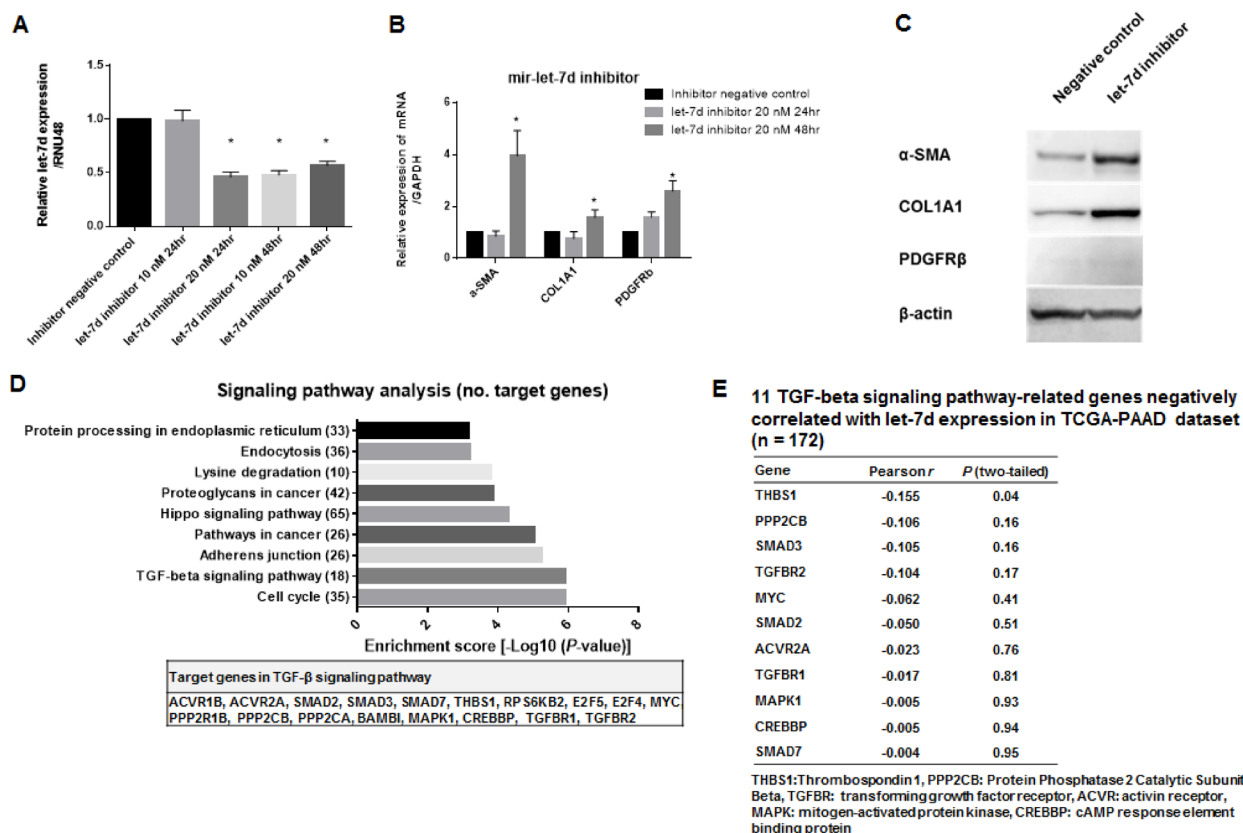 A
1.5
1.0
0.5
0.0
Relative let-7d expression
/RNU48
* * *
Inhibitor negative control
let-7d inhibitor 10 nM 24hr
let-7d inhibitor 20 nM 24hr
let-7d inhibitor 10 nM 48hr
let-7d inhibitor 20 nM 48hr
B
mir-let-7d inhibitor
Inhibitor negative control
let-7d inhibitor 20 nM 24hr
let-7d inhibitor 20 nM 48hr
Relative expression of mRNA
/GAPDH
6
4
2
0
* * *
a-SMA
COL1A1
PDGFRb
C
Negative control
let-7d inhibitor
α-SMA
COL1A1
PDGFRβ
β-actin
D
Signaling pathway analysis (no. target genes)
Protein processing in endoplasmic reticulum (33)
Endocytosis (36)
Lysine degradation (10)
Proteoglycans in cancer (42)
Hippo signaling pathway (65)
Pathways in cancer (26)
Adherens junction (26)
TGF-beta signaling pathway (18)
Cell cycle (35)
0 2 4 6 8
Enrichment score [-Log10 (P-value)]
Target genes in TGF-β signaling pathway
ACVR1B, ACVR2A, SMAD2, SMAD3, SMAD7, THBS1, RPS6KB2, E2F5, E2F4, MYC,
PPP2R1B, PPP2CB, PPP2CA, BAMBI, MAPK1, CREBBP, TGFBR1, TGFBR2
E
11 TGF-beta signaling pathway-related genes negatively
correlated with let-7d expression in TCGA-PAAD dataset
(n = 172)
Gene Pearson r P (two-tailed)
THBS1 -0.155 0.04
PPP2CB -0.106 0.16
SMAD3 -0.105 0.16
TGFBR2 -0.104 0.17
MYC -0.062 0.41
SMAD2 -0.050 0.51
ACVR2A -0.023 0.76
TGFBR1 -0.017 0.81
MAPK1 -0.005 0.93
CREBBP -0.005 0.94
SMAD7 -0.004 0.95
THBS1:Thrombospondin 1, PPP2CB: Protein Phosphatase 2 Catalytic Subunit
Beta, TGFBR: transforming growth factor receptor, ACVR: activin receptor,
MAPK: mitogen-activated protein kinase, CREBBP: cAMP response element
binding protein